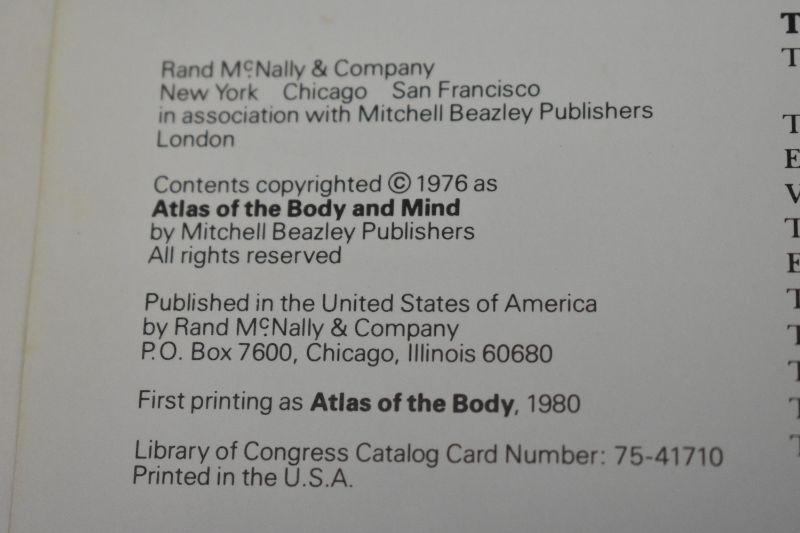 Rand McNally & Company
New York Chicago San Francisco
in association with Mitchell Beazley Publishers
London
Contents copyrighted © 1976 as
Atlas of the Body and Mind
by Mitchell Beazley Publishers
All rights reserved
Published in the United States of America
by Rand McNally & Company
P.O. Box 7600, Chicago, Illinois 60680
First printing as Atlas of the Body, 1980
Library of Congress Catalog Card Number: 75-41710
Printed in the U.S.A.